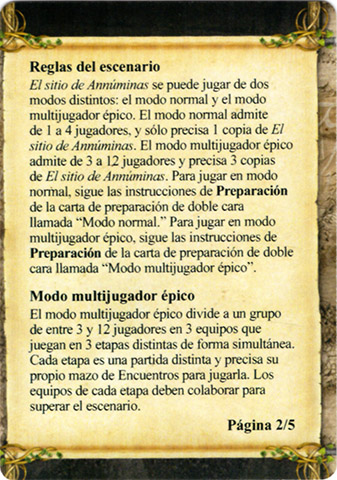 Reglas del escenario
El sitio de Annúminas se puede jugar de dos
modos distintos: el modo normal y el modo
multijugador épico. El modo normal admite
de 1 a 4 jugadores, y sólo precisa 1 copia de El
sitio de Annúminas. El modo multijugador épico
admite de 3 a 12 jugadores y precisa 3 copias
de El sitio de Annúminas. Para jugar en modo
normal, sigue las instrucciones de Preparación
de la carta de preparación de doble cara
llamada “Modo normal.” Para jugar en modo
multijugador épico, sigue las instrucciones de
Preparación de la carta de preparación de doble
cara llamada “Modo multijugador épico”.
Modo multijugador épico
El modo multijugador épico divide a un grupo
de entre 3 y 12 jugadores en 3 equipos que
juegan en 3 etapas distintas de forma simultánea.
Cada etapa es una partida distinta y precisa su
propio mazo de Encuentros para jugarla. Los
equipos de cada etapa deben colaborar para
superar el escenario.
Página 2/5